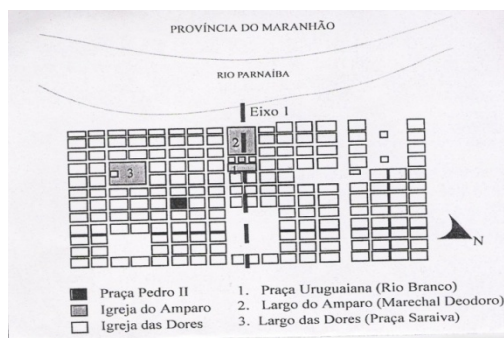 PROVÍNCIA DO MARANHÃO
RIO PARNAÍBA
Eixo 1
2
1
3
N
Praça Pedro II
Igreja do Amparo
Igreja das Dores
1. Praça Uruguaiana (Rio Branco)
2. Largo do Amparo (Marechal Deodoro)
3. Largo das Dores (Praça Saraiva)